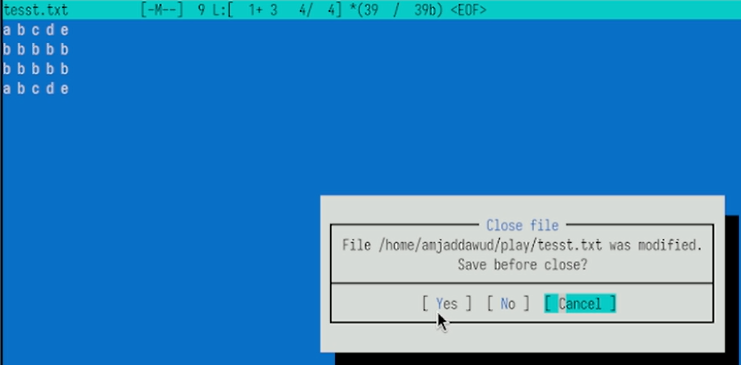 tesst.txt [-M--] 9 L:[ 1+ 3 4/ 4] *(39 / 39b) <EOF>
a b c d e
b b b b b
b b b b b
a b c d e
Close file
File /home/amjaddawud/play/tesst.txt was modified.
Save before close?
[ Yes ] [ No ] [ Cancel ]